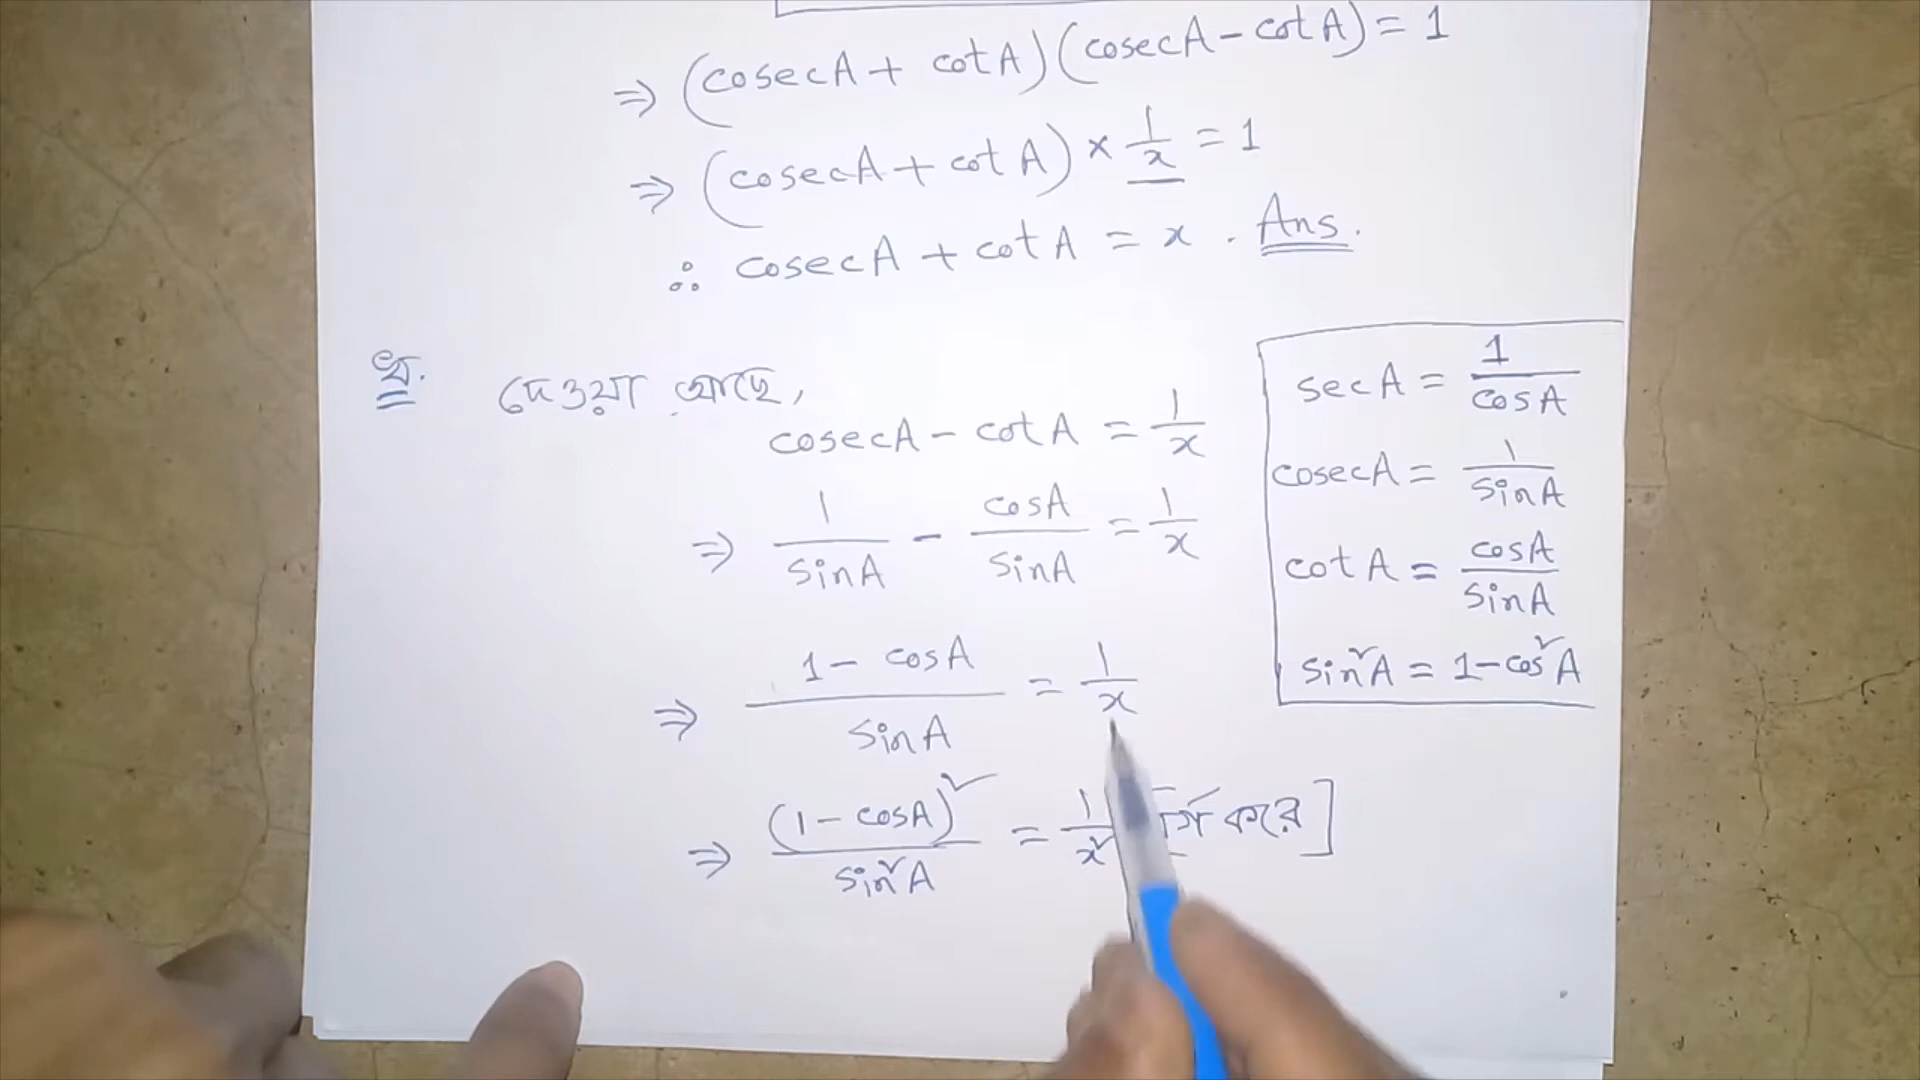 ⇒ (cosecA + cotA)(cosecA - cotA) = 1
⇒ (cosecA + cotA) × 1/x = 1
∴ cosecA + cotA = x. Ans.
খ. দেওয়া আছে,
cosecA - cotA = 1/x
⇒ 1/sinA - cosA/sinA = 1/x
⇒ (1 - cosA)/sinA = 1/x
⇒ (1 - cosA)²/sin²A = 1/x² করে]
secA = 1/cosA
cosecA = 1/sinA
cotA = cosA/sinA
sin²A = 1 - cos²A